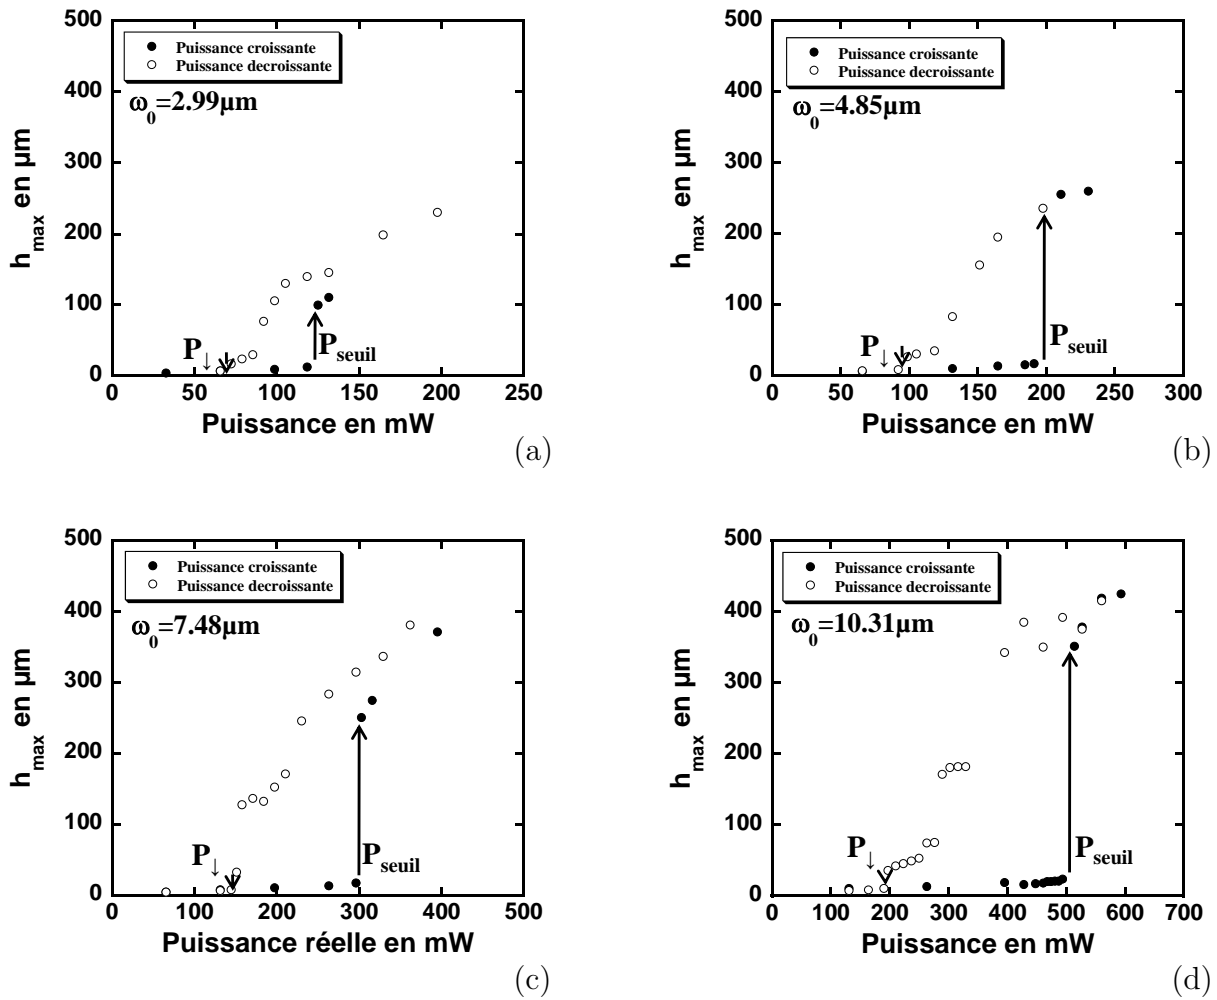 500
Puissance croissante
Puissance decroissante
400
ω0=2.99µm
300
hmax en µm
200
100
P↓
Pseuil
0
0 50 100 150 200 250
Puissance en mW
(a)
500
Puissance croissante
Puissance decroissante
400
ω0=4.85µm
300
hmax en µm
200
100
P↓
Pseuil
0
0 50 100 150 200 250 300
Puissance en mW
(b)
500
Puissance croissante
Puissance decroissante
400
ω0=7.48µm
300
hmax en µm
200
100
P↓
Pseuil
0
0 100 200 300 400 500
Puissance réelle en mW
(c)
500
Puissance croissante
Puissance decroissante
400
ω0=10.31µm
300
hmax en µm
200
100
P↓
Pseuil
0
0 100 200 300 400 500 600 700
Puissance en mW
(d)